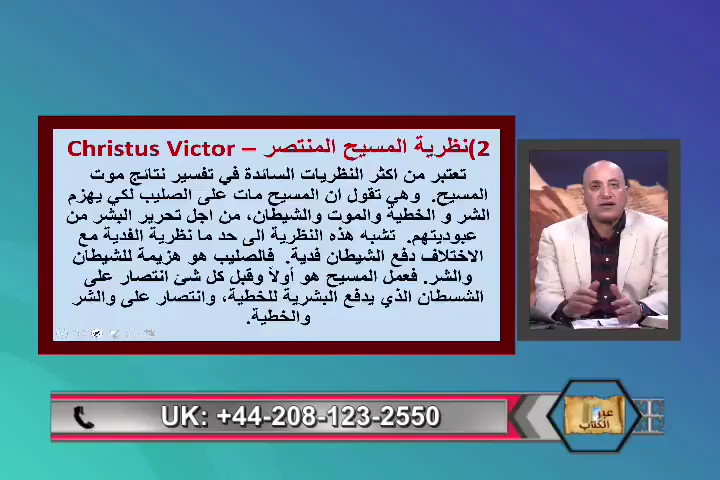 2)نظرية المسيح المنتصر – Christus Victor
تعتبر من اكثر النظريات السائدة في تفسير نتائج موت
المسيح. وهي تقول ان المسيح مات على الصليب لكي يهزم
الشر و الخطية والموت والشيطان، من اجل تحرير البشر من
عبوديتهم. تشبه هذه النظرية الى حد ما نظرية الفدية مع
الاختلاف دفع الشيطان فدية. فالصليب هو هزيمة للشيطان
والشر. فعمل المسيح هو أولاً وقبل كل شئ انتصار على
الشسطان الذي يدفع البشرية للخطية، وانتصار على والشر
والخطية.
UK: +44-208-123-2550
عبر
الكتاب